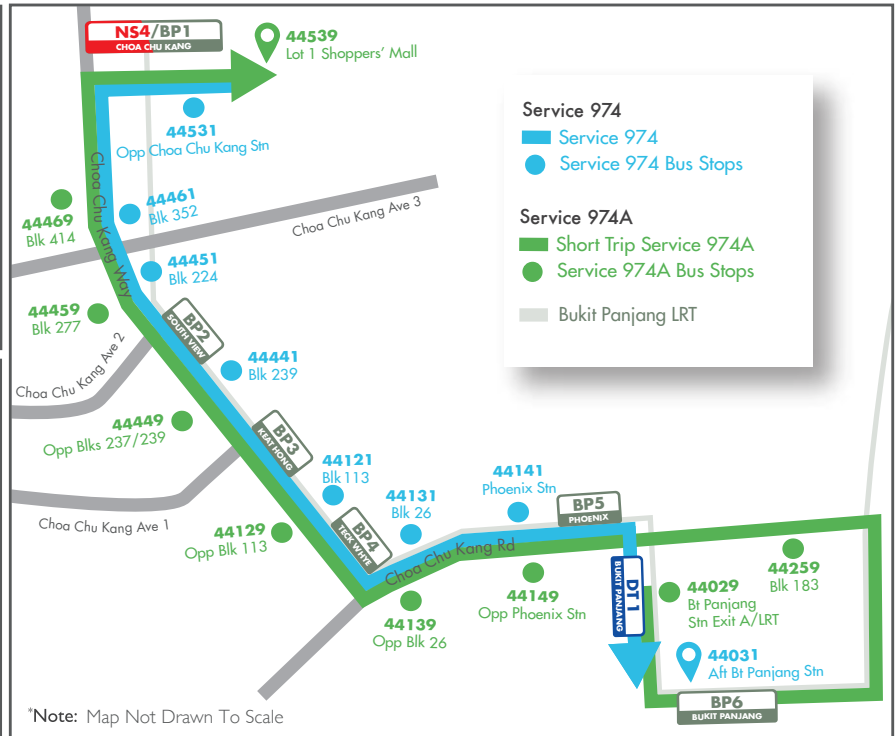 NS4/BP1
CHOA CHU KANG
44539
Lot 1 Shoppers' Mall
44531
Opp Choa Chu Kang Stn
Service 974
Service 974
Service 974 Bus Stops
Service 974A
Short Trip Service 974A
Service 974A Bus Stops
Bukit Panjang LRT
Choa Chu Kang Way
44469
Blk 414
44461
Blk 352
Choa Chu Kang Ave 3
44451
Blk 224
44459
Blk 277
BP2
SOUTH VIEW
Choa Chu Kang Ave 2
44441
Blk 239
44449
Opp Blks 237/239
BP3
KEAT HONG
Choa Chu Kang Ave 1
44121
Blk 113
44129
Opp Blk 113
BP4
TECK WHYE
44131
Blk 26
44141
Phoenix Stn
BP5
PHOENIX
Choa Chu Kang Rd
44139
Opp Blk 26
44149
Opp Phoenix Stn
DT 1
BUKIT PANJANG
44259
Blk 183
44029
Bt Panjang
Stn Exit A/LRT
44031
Aft Bt Panjang Stn
BP6
BUKIT PANJANG
*Note: Map Not Drawn To Scale